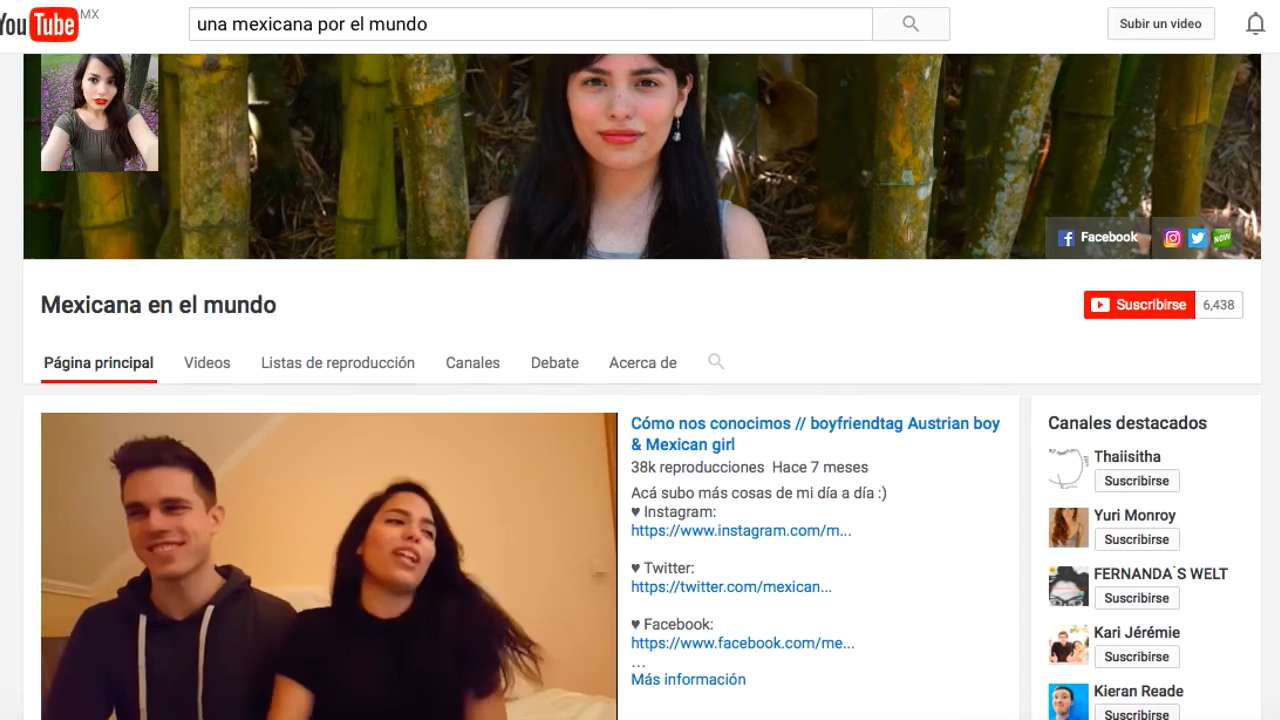 You Tube MX
una mexicana por el mundo
Subir un video
Facebook
NOW
Mexicana en el mundo
Suscribirse 6,438
Página principal Videos Listas de reproducción Canales Debate Acerca de
Cómo nos conocimos // boyfriendtag Austrian boy
& Mexican girl
38k reproducciones Hace 7 meses
Acá subo más cosas de mi día a día :)
♥ Instagram:
https://www.instagram.com/m...
♥ Twitter:
https://twitter.com/mexican...
♥ Facebook:
https://www.facebook.com/me...
...
Más información
Canales destacados
Thaiisitha
Suscribirse
Yuri Monroy
Suscribirse
FERNANDA´S WELT
Suscribirse
Kari Jérémie
Suscribirse
Kieran Reade
Suscribirse